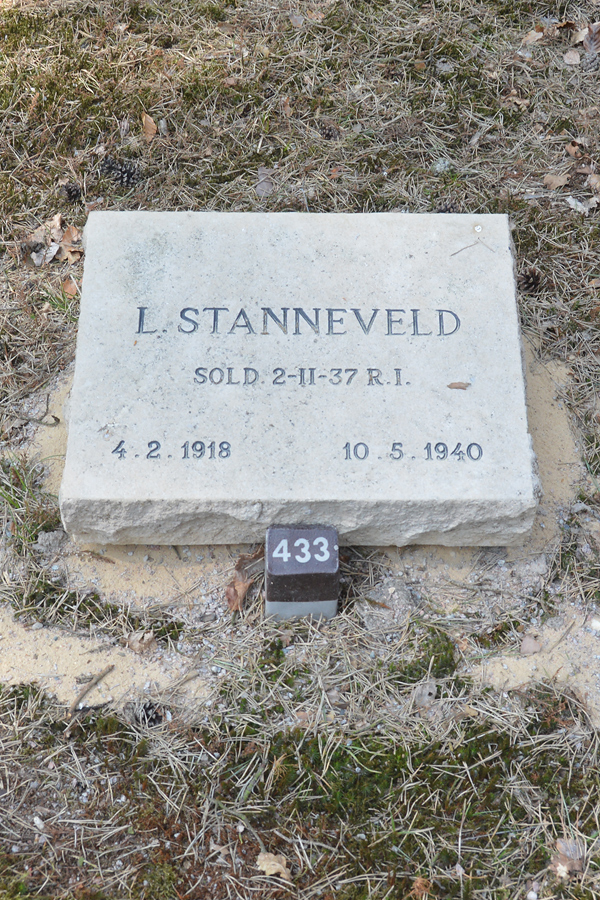 L. STANNEVELD
SOLD. 2-II-37 R.I.
4.2.1918 10.5.1940
433